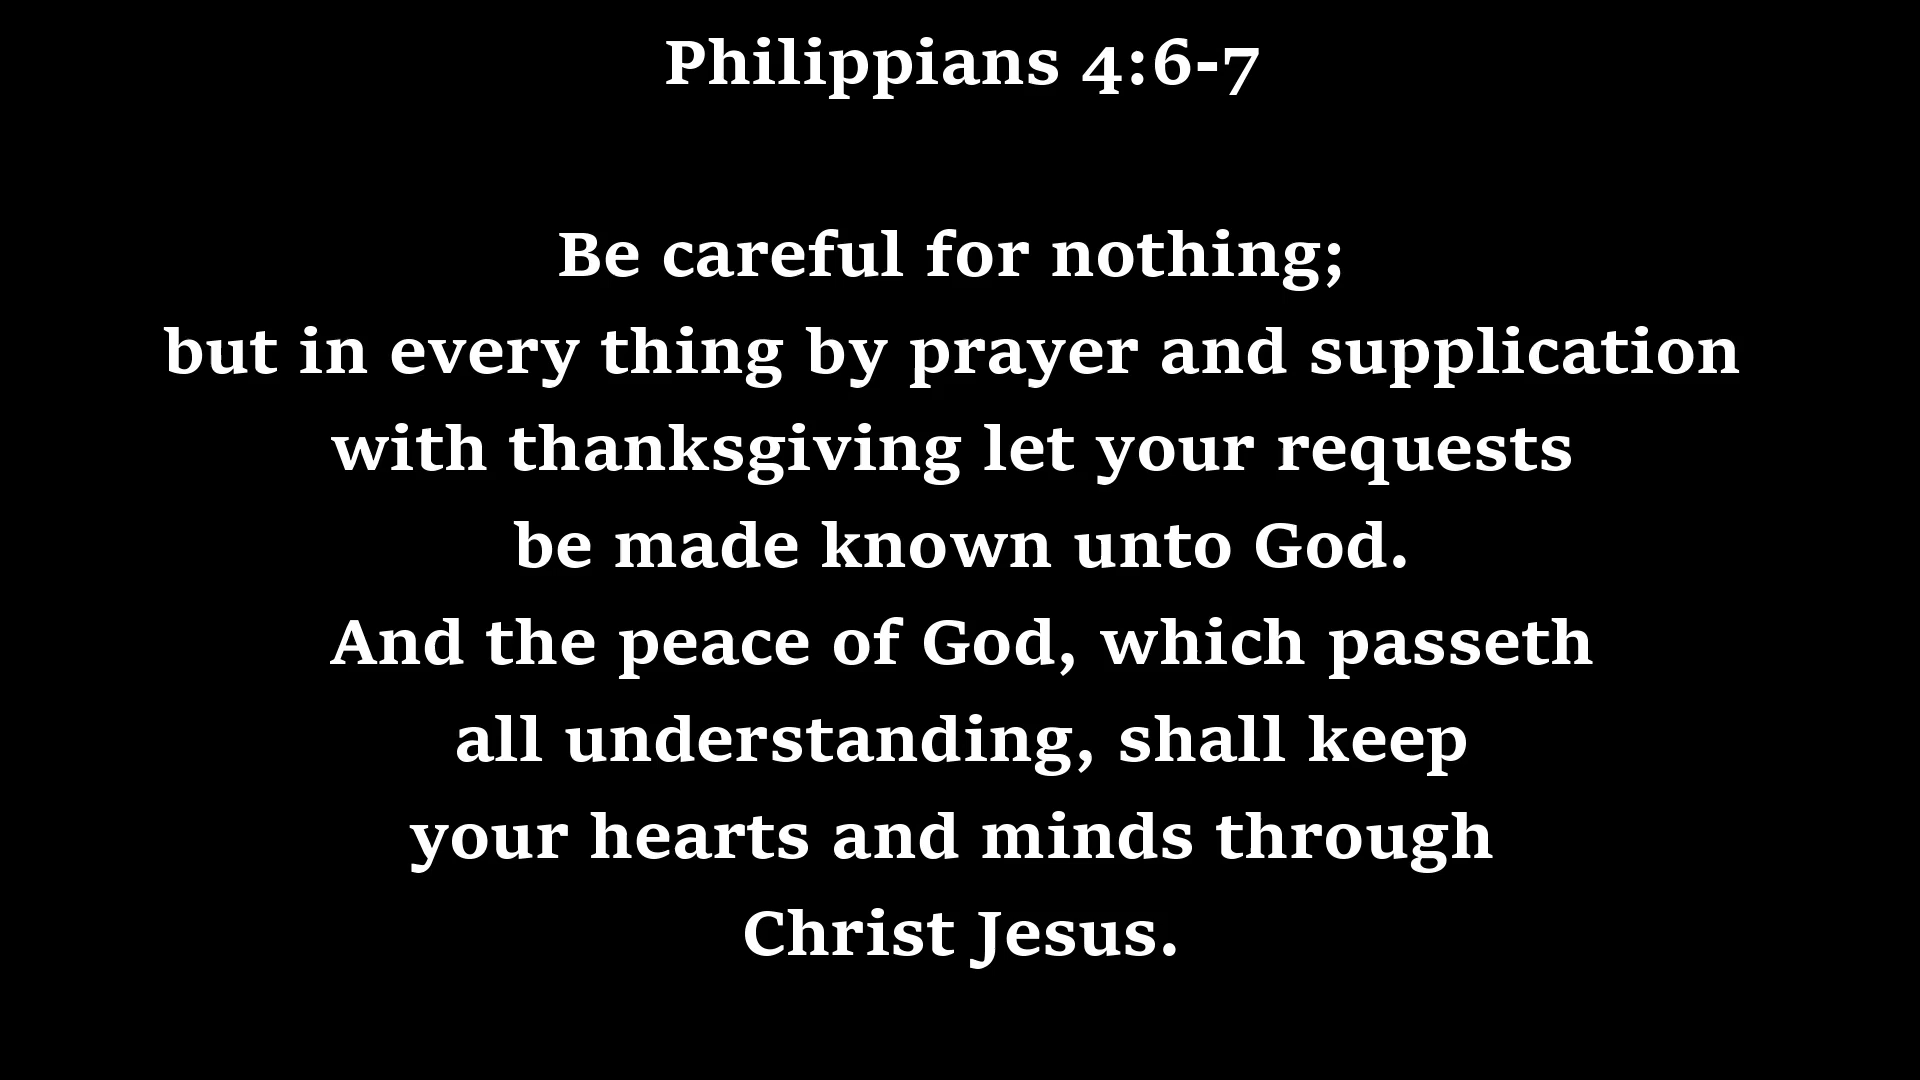 Philippians 4:6-7
Be careful for nothing;
but in every thing by prayer and supplication
with thanksgiving let your requests
be made known unto God.
And the peace of God, which passeth
all understanding, shall keep
your hearts and minds through
Christ Jesus.